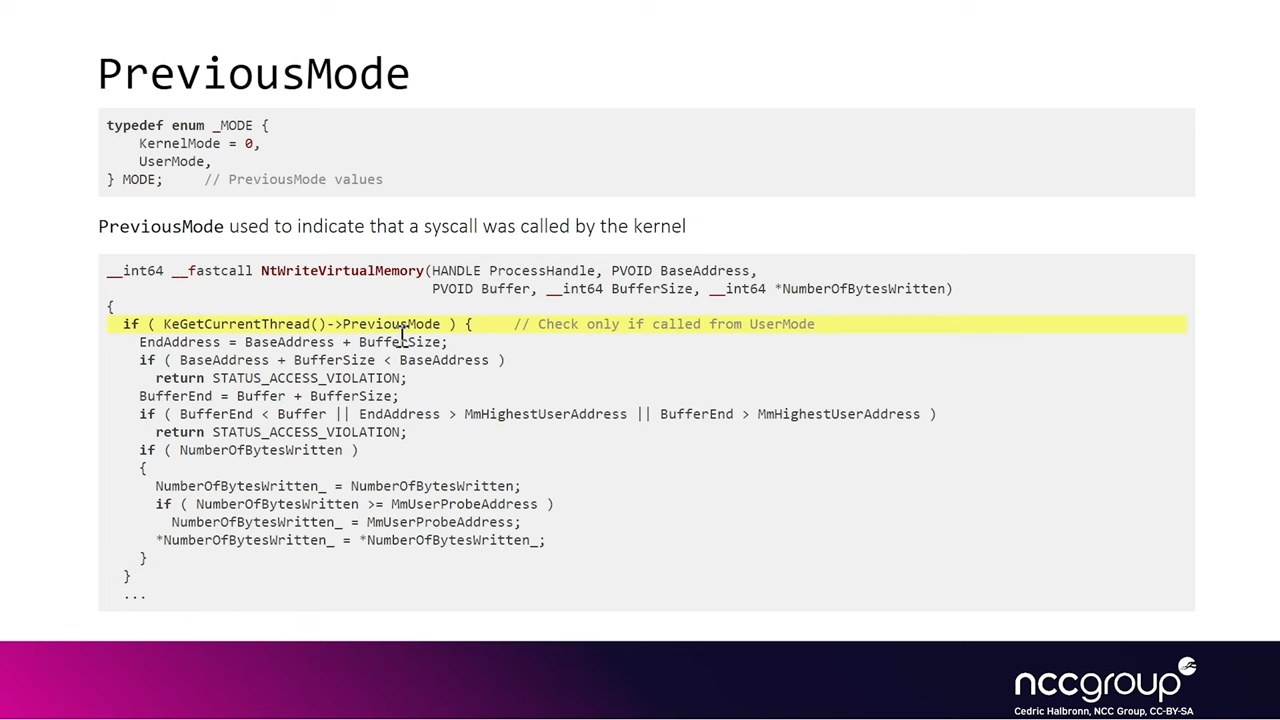 PreviousMode
typedef enum _MODE {
    KernelMode = 0,
    UserMode,
} MODE;     // PreviousMode values
PreviousMode used to indicate that a syscall was called by the kernel
__int64 __fastcall NtWriteVirtualMemory(HANDLE ProcessHandle, PVOID BaseAddress,
                                        PVOID Buffer, __int64 BufferSize, __int64 *NumberOfBytesWritten)
{
  if ( KeGetCurrentThread()->PreviousMode ) {     // Check only if called from UserMode
    EndAddress = BaseAddress + BufferSize;
    if ( BaseAddress + BufferSize < BaseAddress )
      return STATUS_ACCESS_VIOLATION;
    BufferEnd = Buffer + BufferSize;
    if ( BufferEnd < Buffer || EndAddress > MmHighestUserAddress || BufferEnd > MmHighestUserAddress )
      return STATUS_ACCESS_VIOLATION;
    if ( NumberOfBytesWritten )
    {
      NumberOfBytesWritten_ = NumberOfBytesWritten;
      if ( NumberOfBytesWritten >= MmUserProbeAddress )
        NumberOfBytesWritten_ = MmUserProbeAddress;
      *NumberOfBytesWritten_ = *NumberOfBytesWritten_;
    }
  }
  ...
nccgroup
Cedric Halbronn, NCC Group, CC-BY-SA